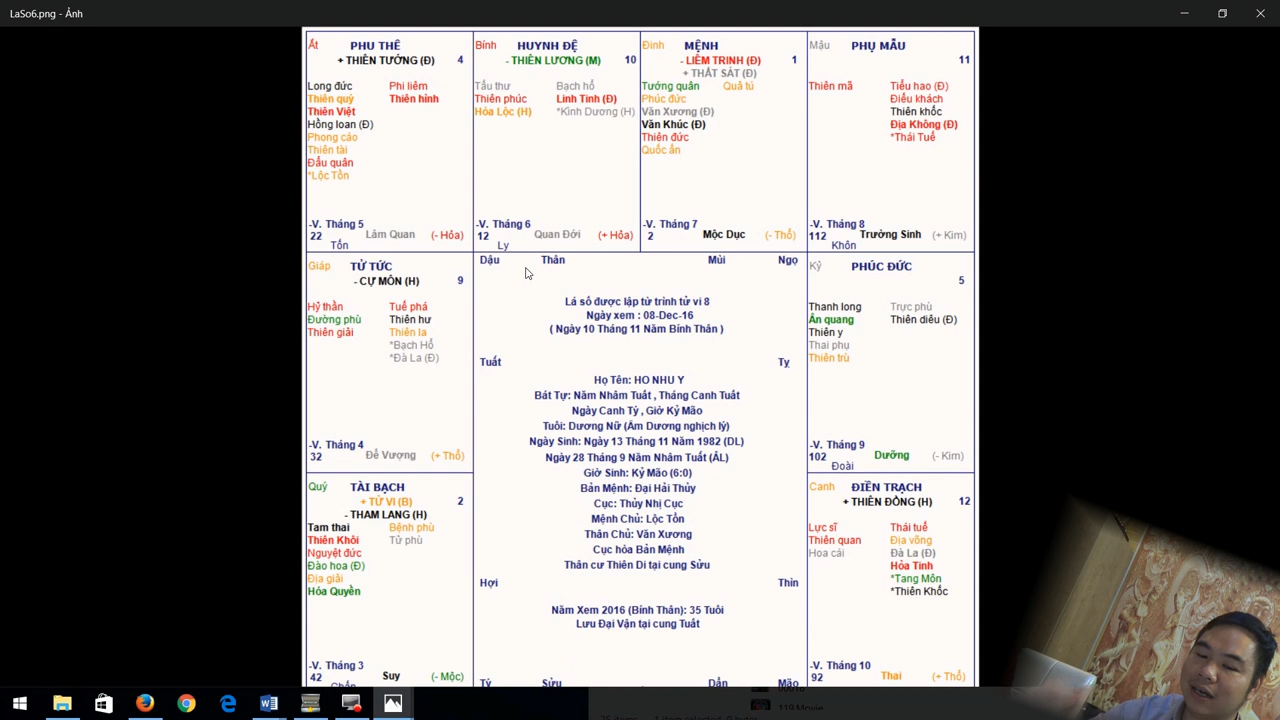 LaSo6.png - Ảnh
Ất PHU THÊ
+ THIÊN TƯỚNG (Đ) 4
Long đức Phi liêm
Thiên quý Thiên hình
Thiên Việt
Hồng loan (Đ)
Phong cáo
Thiên tài
Đẩu quân
*Lộc Tồn
-V. Tháng 5
22 Lâm Quan (- Hỏa)
Tốn
Bính HUYNH ĐỆ
- THIÊN LƯƠNG (M) 10
Tấu thư Bạch hổ
Thiên phúc Linh Tinh (Đ)
Hóa Lộc (H) *Kình Dương (H)
-V. Tháng 6
12 Quan Đới (+ Hỏa)
Ly
Đinh MỆNH
- LIÊM TRINH (Đ) 1
+ THẤT SÁT (Đ)
Tướng quân Quả tú
Phúc đức
Văn Xương (Đ)
Văn Khúc (Đ)
Thiên đức
Quốc ấn
-V. Tháng 7
2 Mộc Dục (- Thổ)
Mậu PHỤ MẪU
11
Thiên mã Tiểu hao (Đ)
Điếu khách
Thiên khốc
Địa Không (Đ)
*Thái Tuế
-V. Tháng 8
112 Trường Sinh (+ Kim)
Khôn
Giáp TỬ TỨC
- CỰ MÔN (H) 9
Hỷ thần Tuế phá
Đường phù Thiên hư
Thiên giải Thiên la
*Bạch Hổ
*Đà La (Đ)
-V. Tháng 4
32 Đế Vượng (+ Thổ)
Dậu Thân Mùi Ngọ
Lá số được lập từ trình tử vi 8
Ngày xem : 08-Dec-16
( Ngày 10 Tháng 11 Năm Bính Thân )
Tuất Tỵ
Họ Tên: HO NHU Y
Bát Tự: Năm Nhâm Tuất , Tháng Canh Tuất
Ngày Canh Tý , Giờ Kỷ Mão
Tuổi: Dương Nữ (Âm Dương nghịch lý)
Ngày Sinh: Ngày 13 Tháng 11 Năm 1982 (DL)
Ngày 28 Tháng 9 Năm Nhâm Tuất (ÂL)
Giờ Sinh: Kỷ Mão (6:0)
Bản Mệnh: Đại Hải Thủy
Cục: Thủy Nhị Cục
Mệnh Chủ: Lộc Tồn
Thân Chủ: Văn Xương
Cục hòa Bản Mệnh
Thân cư Thiên Di tại cung Sửu
Hợi Thìn
Năm Xem 2016 (Bính Thân): 35 Tuổi
Lưu Đại Vận tại cung Tuất
Tý Sửu Dần Mão
Kỷ PHÚC ĐỨC
5
Thanh long Trực phù
Ân quang Thiên diêu (Đ)
Thiên y
Thai phụ
Thiên trù
-V. Tháng 9
102 Dưỡng (- Kim)
Đoài
Quý TÀI BẠCH
+ TỬ VI (B) 2
- THAM LANG (H)
Tam thai Bệnh phù
Thiên Khôi Tử phù
Nguyệt đức
Đào hoa (Đ)
Địa giải
Hóa Quyền
-V. Tháng 3
42 Suy (- Mộc)
Chấn
Canh ĐIỀN TRẠCH
+ THIÊN ĐỒNG (H) 12
Lực sĩ Thái tuế
Thiên quan Địa võng
Hoa cái Đà La (Đ)
Hỏa Tinh
*Tang Môn
*Thiên Khốc
-V. Tháng 10
92 Thai (+ Thổ)